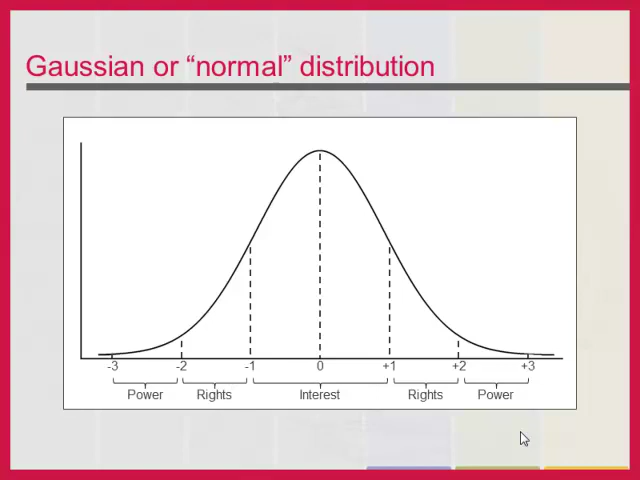 Gaussian or “normal” distribution
-3 -2 -1 0 +1 +2 +3
Power Rights Interest Rights Power